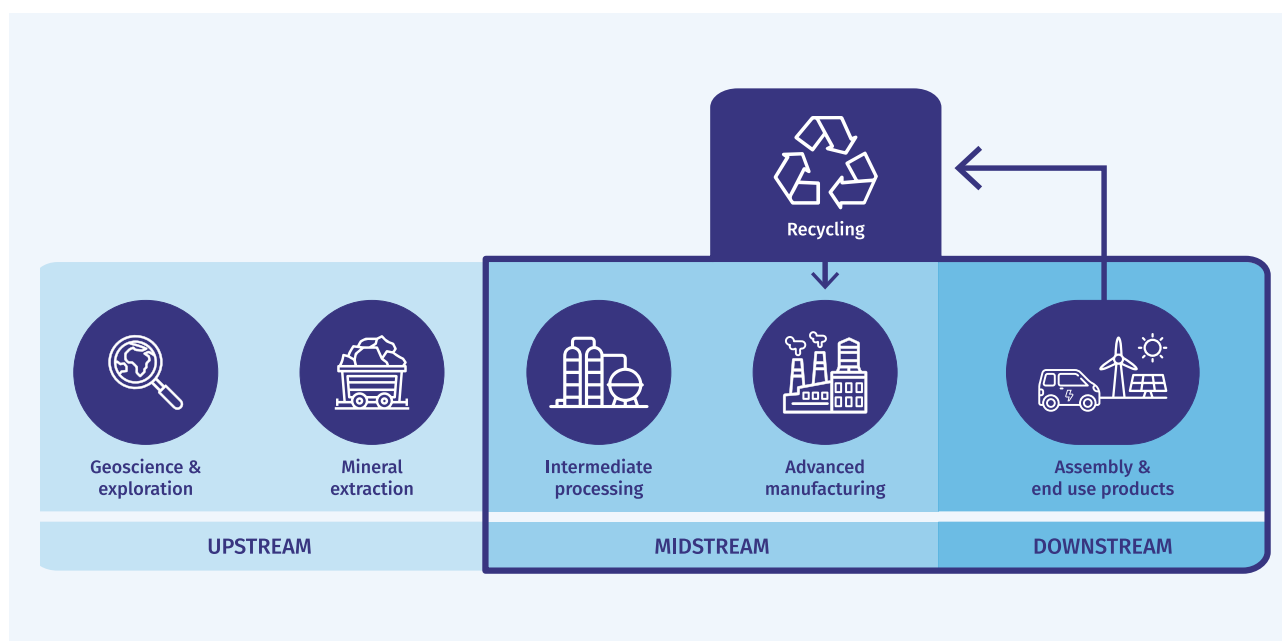 Recycling
Geoscience &
exploration
Mineral
extraction
Intermediate
processing
Advanced
manufacturing
Assembly &
end use products
UPSTREAM
MIDSTREAM
DOWNSTREAM